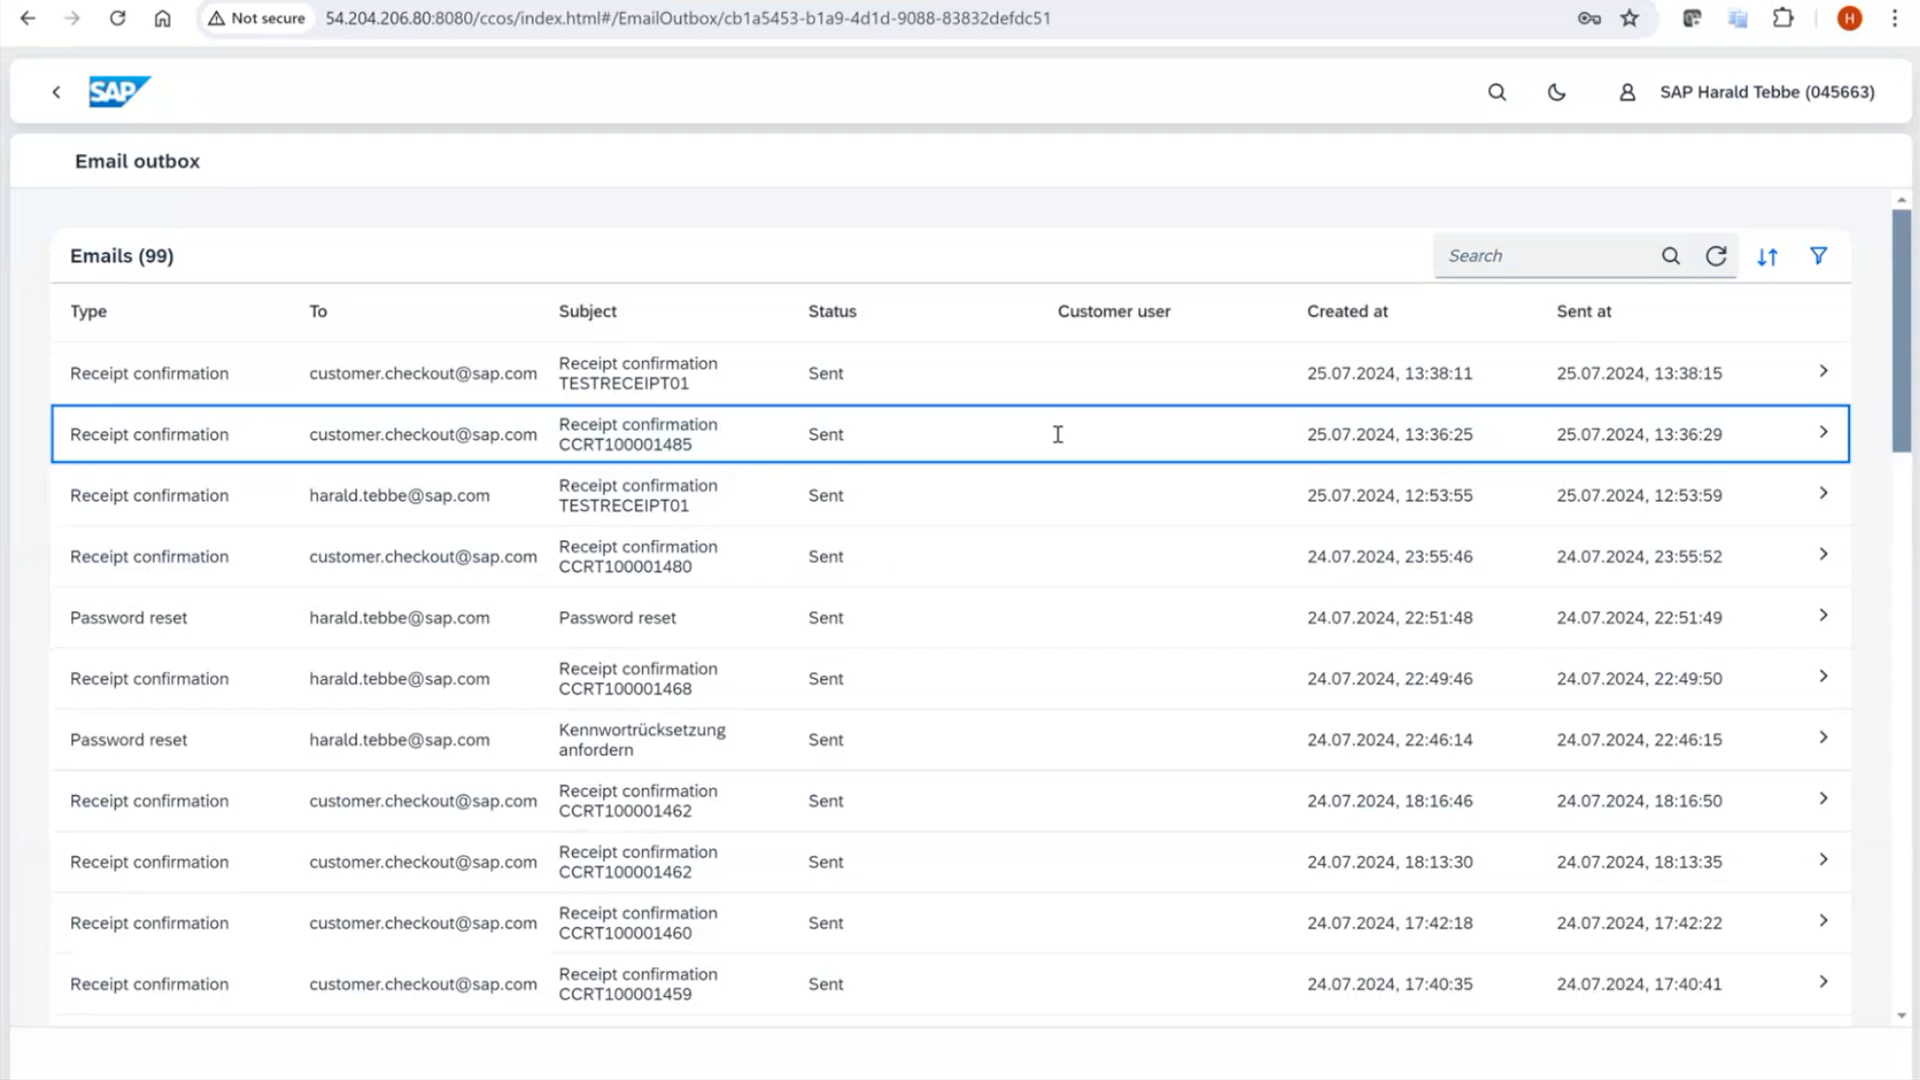 Not secure 54.204.206.80:8080/ccos/index.html#/EmailOutbox/cb1a5453-b1a9-4d1d-9088-83832defdc51 H
SAP SAP Harald Tebbe (045663)
Email outbox
Emails (99) Search
Type To Subject Status Customer user Created at Sent at
Receipt confirmation customer.checkout@sap.com Receipt confirmation TESTRECEIPT01 Sent 25.07.2024, 13:38:11 25.07.2024, 13:38:15
Receipt confirmation customer.checkout@sap.com Receipt confirmation CCRT100001485 Sent 25.07.2024, 13:36:25 25.07.2024, 13:36:29
Receipt confirmation harald.tebbe@sap.com Receipt confirmation TESTRECEIPT01 Sent 25.07.2024, 12:53:55 25.07.2024, 12:53:59
Receipt confirmation customer.checkout@sap.com Receipt confirmation CCRT100001480 Sent 24.07.2024, 23:55:46 24.07.2024, 23:55:52
Password reset harald.tebbe@sap.com Password reset Sent 24.07.2024, 22:51:48 24.07.2024, 22:51:49
Receipt confirmation harald.tebbe@sap.com Receipt confirmation CCRT100001468 Sent 24.07.2024, 22:49:46 24.07.2024, 22:49:50
Password reset harald.tebbe@sap.com Kennwortrücksetzung anfordern Sent 24.07.2024, 22:46:14 24.07.2024, 22:46:15
Receipt confirmation customer.checkout@sap.com Receipt confirmation CCRT100001462 Sent 24.07.2024, 18:16:46 24.07.2024, 18:16:50
Receipt confirmation customer.checkout@sap.com Receipt confirmation CCRT100001462 Sent 24.07.2024, 18:13:30 24.07.2024, 18:13:35
Receipt confirmation customer.checkout@sap.com Receipt confirmation CCRT100001460 Sent 24.07.2024, 17:42:18 24.07.2024, 17:42:22
Receipt confirmation customer.checkout@sap.com Receipt confirmation CCRT100001459 Sent 24.07.2024, 17:40:35 24.07.2024, 17:40:41